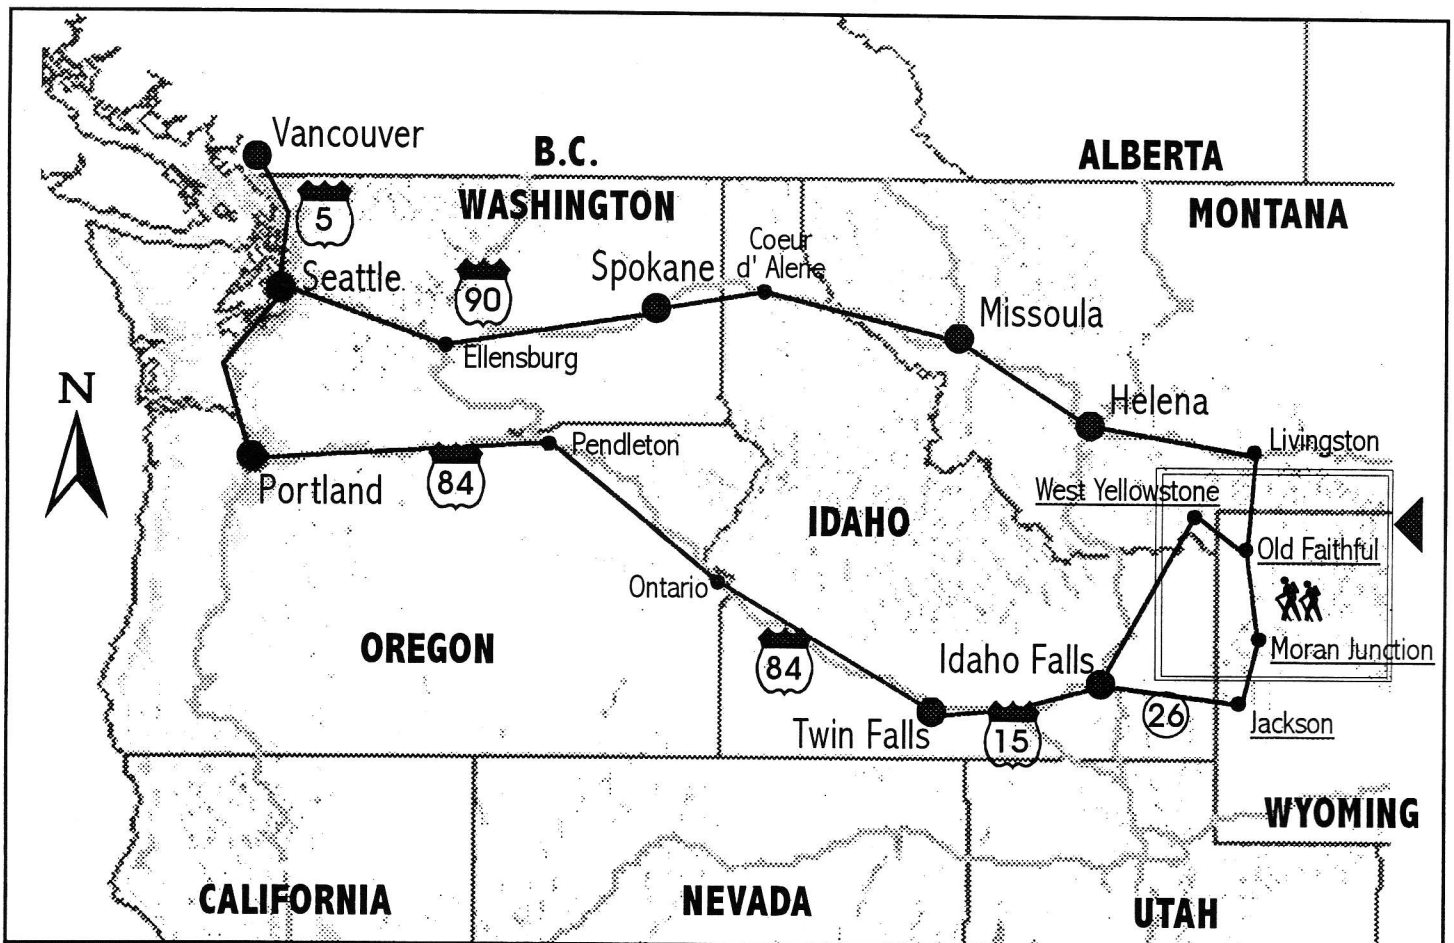 Vancouver
B.C.
ALBERTA
5
WASHINGTON
MONTANA
Coeur
d' Alene
Seattle
90
Spokane
Missoula
Ellensburg
N
Helena
Pendleton
Livingston
84
Portland
West Yellowstone
IDAHO
Old Faithful
Ontario
OREGON
84
Idaho Falls
Moran Junction
Twin Falls
15
26
Jackson
WYOMING
CALIFORNIA
NEVADA
UTAH